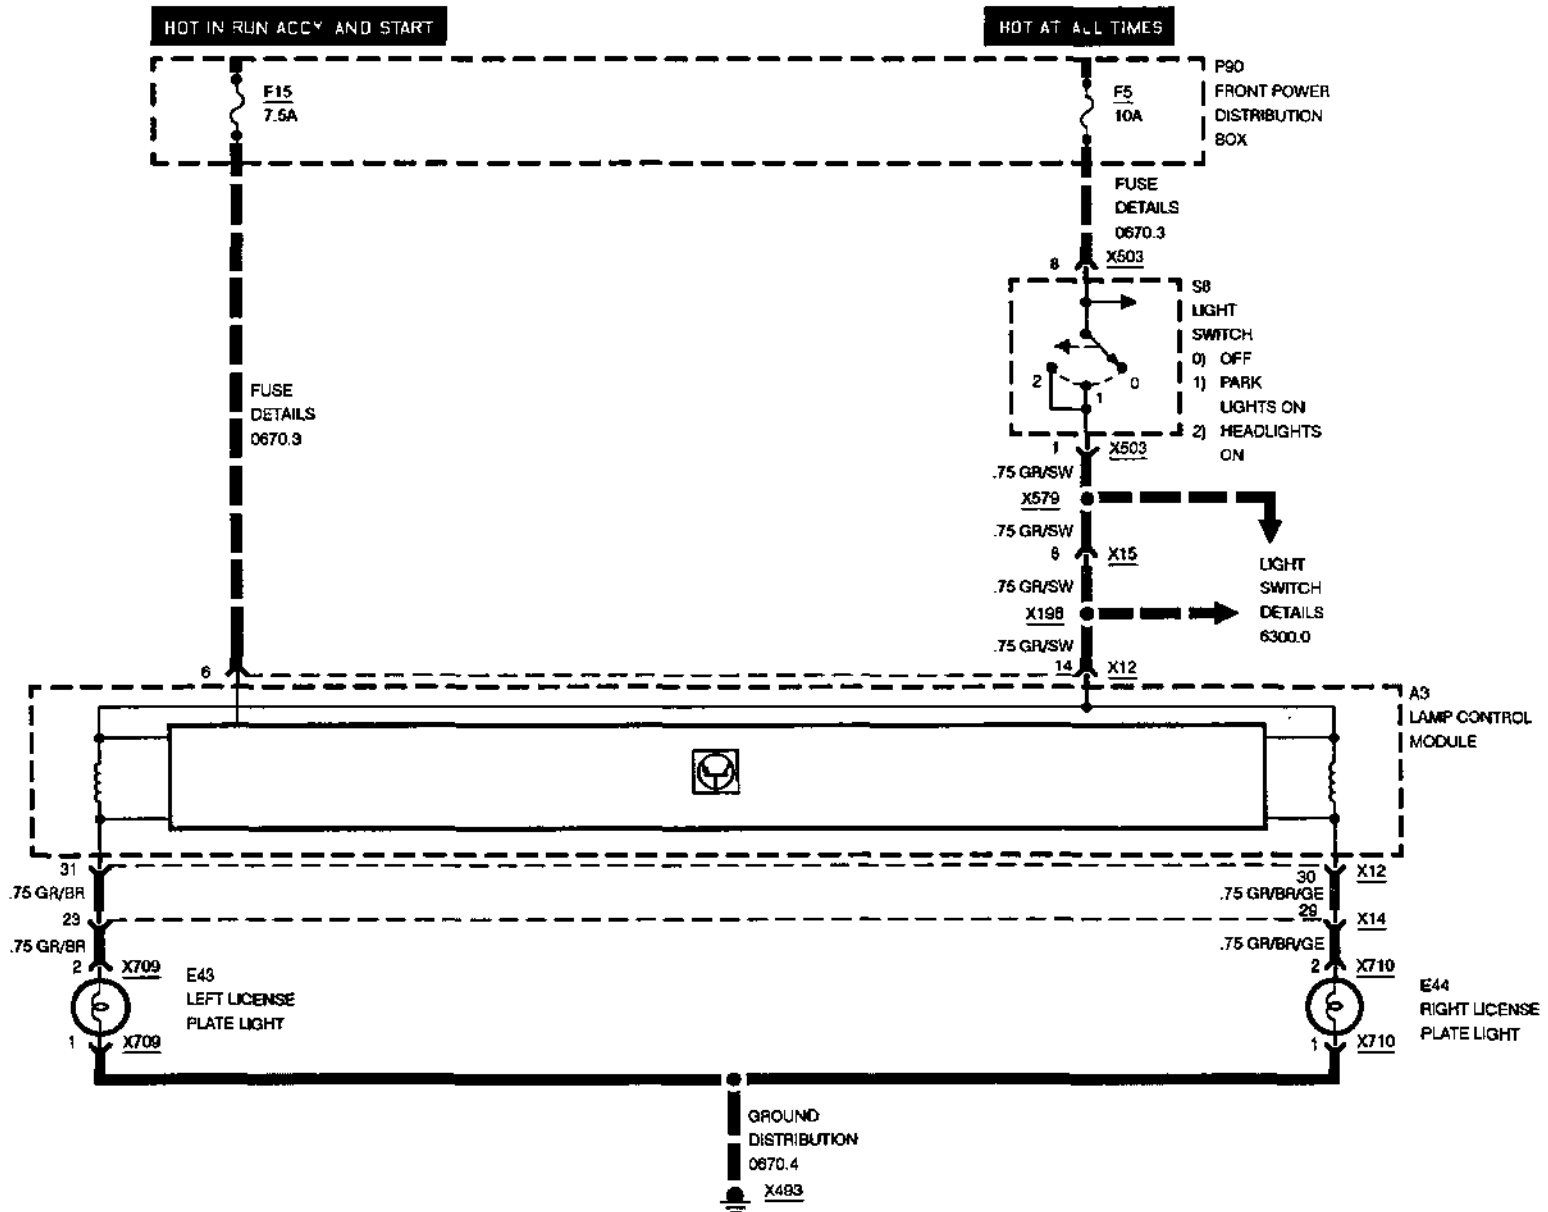 HOT IN RUN ACCY AND START
HOT AT ALL TIMES
F15
7.5A
F5
10A
P90
FRONT POWER
DISTRIBUTION
BOX
FUSE
DETAILS
0670.3
8
X503
S8
LIGHT
SWITCH
0) OFF
1) PARK
LIGHTS ON
2) HEADLIGHTS
ON
2
0
1
FUSE
DETAILS
0670.3
1
X503
.75 GR/SW
X579
.75 GR/SW
6
X15
.75 GR/SW
X198
.75 GR/SW
LIGHT
SWITCH
DETAILS
6300.0
6
14
X12
A3
LAMP CONTROL
MODULE
31
30
X12
.75 GR/BR
.75 GR/BR/GE
23
29
X14
.75 GR/BR
.75 GR/BR/GE
2
X709
2
X710
E43
LEFT LICENSE
PLATE LIGHT
E44
RIGHT LICENSE
PLATE LIGHT
1
X709
1
X710
GROUND
DISTRIBUTION
0670.4
X493